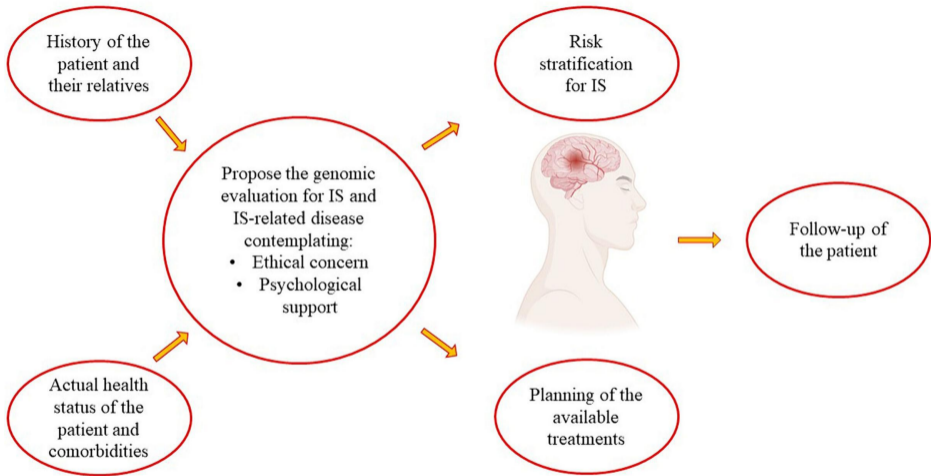 History of the
patient and
their relatives
Risk
stratification
for IS
Propose the genomic
evaluation for IS and
IS-related disease
contemplating:
• Ethical concern
• Psychological
support
Follow-up of
the patient
Actual health
status of the
patient and
comorbidities
Planning of the
available
treatments